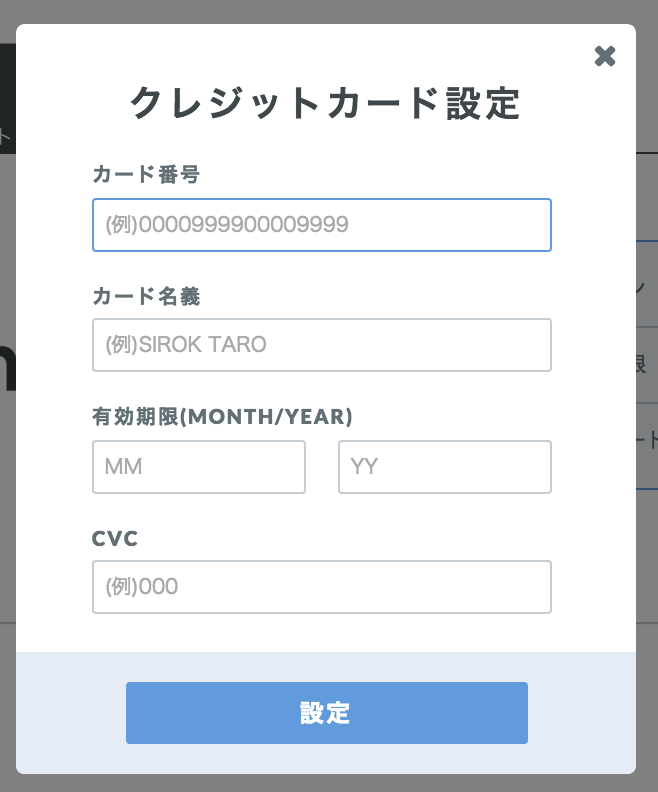 クレジットカード設定
カード番号
(例)0000999900009999
カード名義
(例)SIROK TARO
有効期限(MONTH/YEAR)
MM
YY
CVC
(例)000
設定